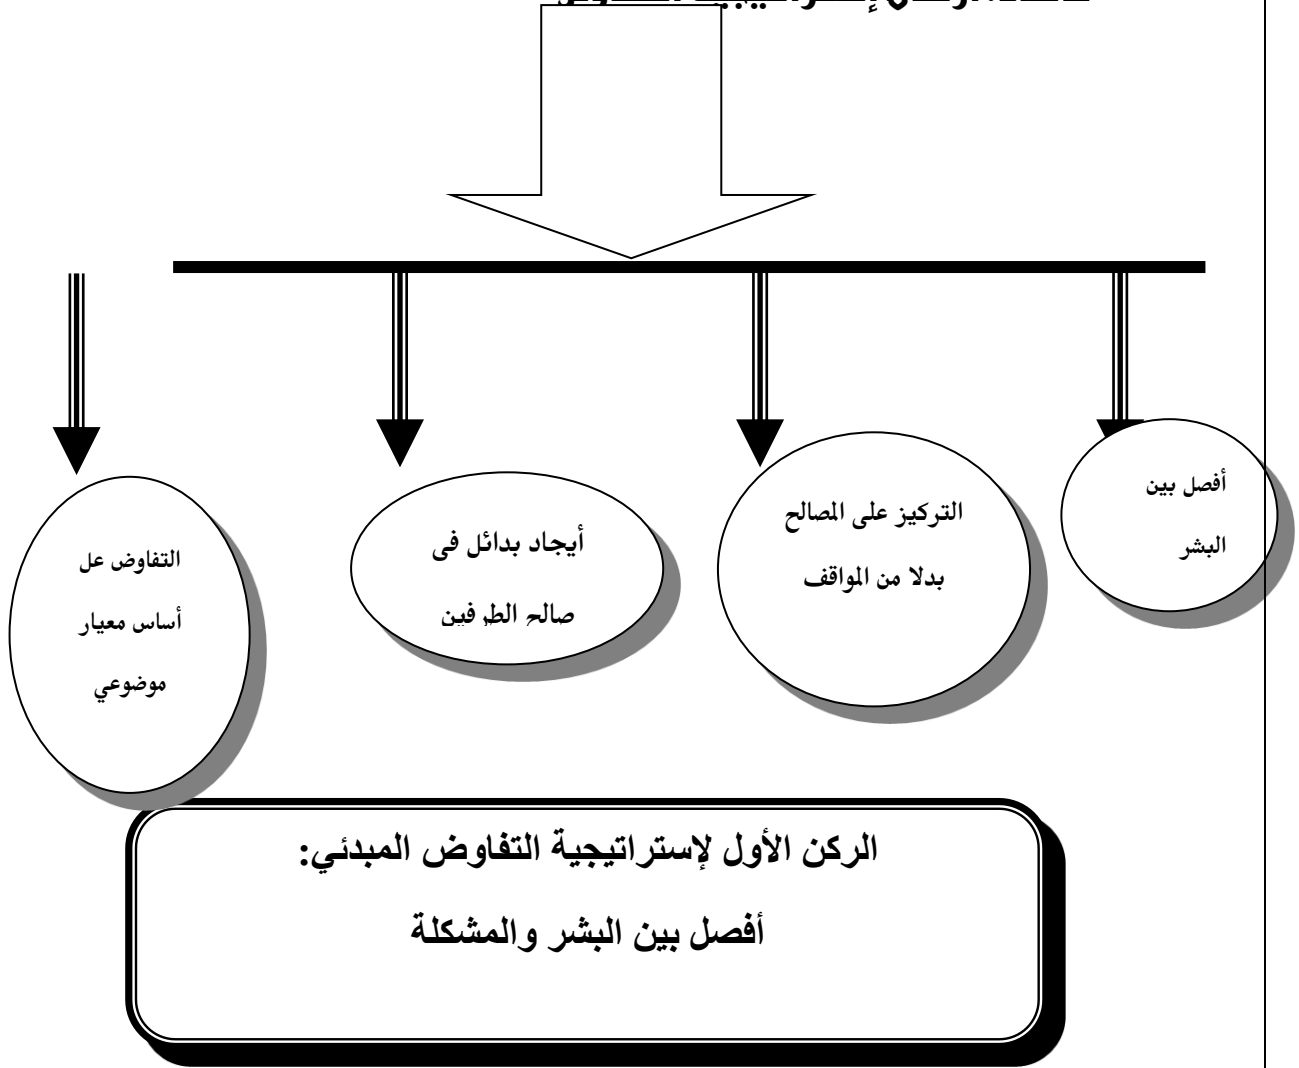 أفصل بين
البشر
التركيز على المصالح
بدلا من المواقف
أيجاد بدائل فى
صالح الطرفين
التفاوض عل
أساس معيار
موضوعي
الركن الأول لإستراتيجية التفاوض المبدئي:
أفصل بين البشر والمشكلة